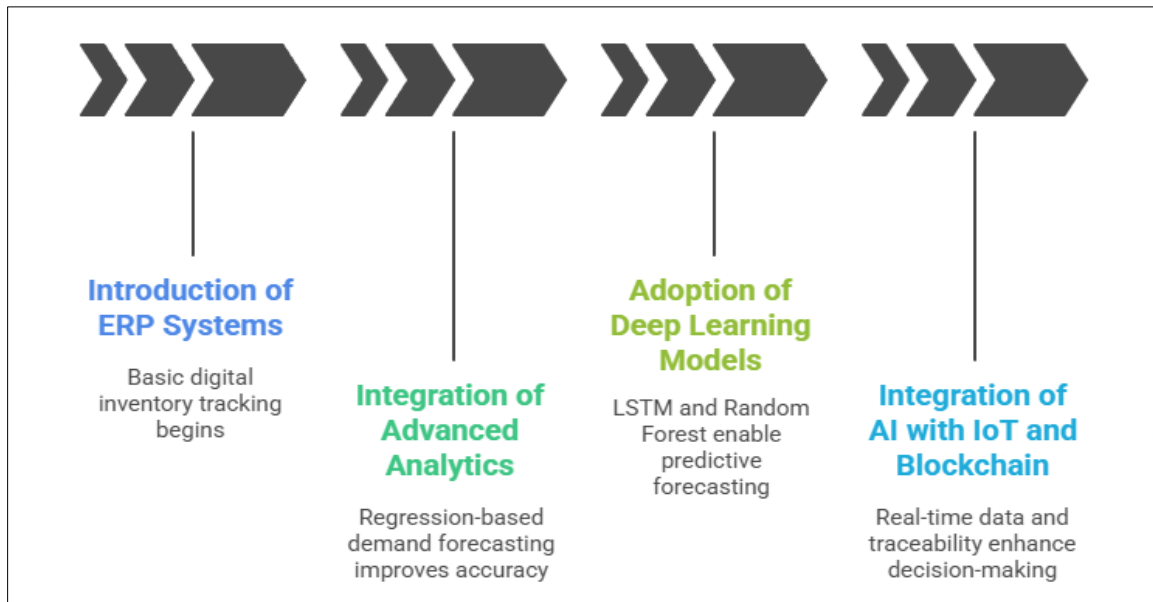 Introduction of
ERP Systems
Basic digital
inventory tracking
begins
Integration of
Advanced
Analytics
Regression-based
demand forecasting
improves accuracy
Adoption of
Deep Learning
Models
LSTM and Random
Forest enable
predictive
forecasting
Integration of
AI with IoT and
Blockchain
Real-time data and
traceability enhance
decision-making